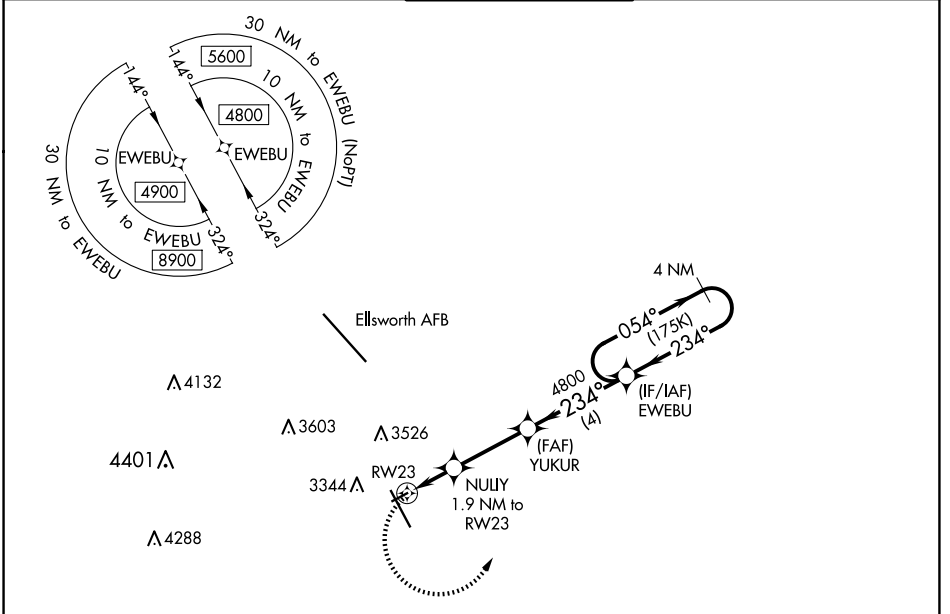 30 NM to EWEBU (NoPT)
5600
144°
10 NM to EWEBU
4800
EWEBU
324°
144°
EWEBU
4900
10 NM to EWEBU
324°
8900
30 NM to EWEBU
4 NM
Ellsworth AFB
054°
(175K)
234°
4132
4800
234°
(4)
(IF/IAF)
EWEBU
3603
3526
(FAF)
YUKUR
4401
RW23
3344
NULIY
1.9 NM to
RW23
4288